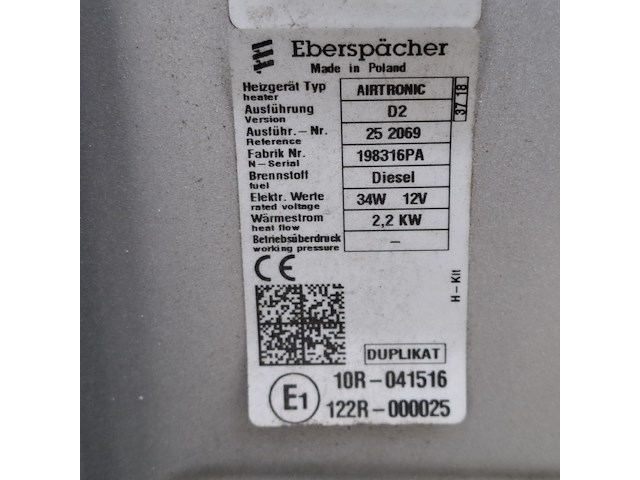 Eberspächer
Made in Poland
Heizgerät Typ AIRTRONIC
heater
Ausführung D2
Version
37 18
Ausführ.-Nr. 25 2069
Reference
Fabrik Nr. 198316PA
N-Serial
Brennstoff Diesel
fuel
Elektr. Werte 34W 12V
rated voltage
Wärmestrom 2,2 KW
heat flow
Betriebsüberdruck –
working pressure
CE
H-Kit
DUPLIKAT
E1
10R-041516
122R-000025